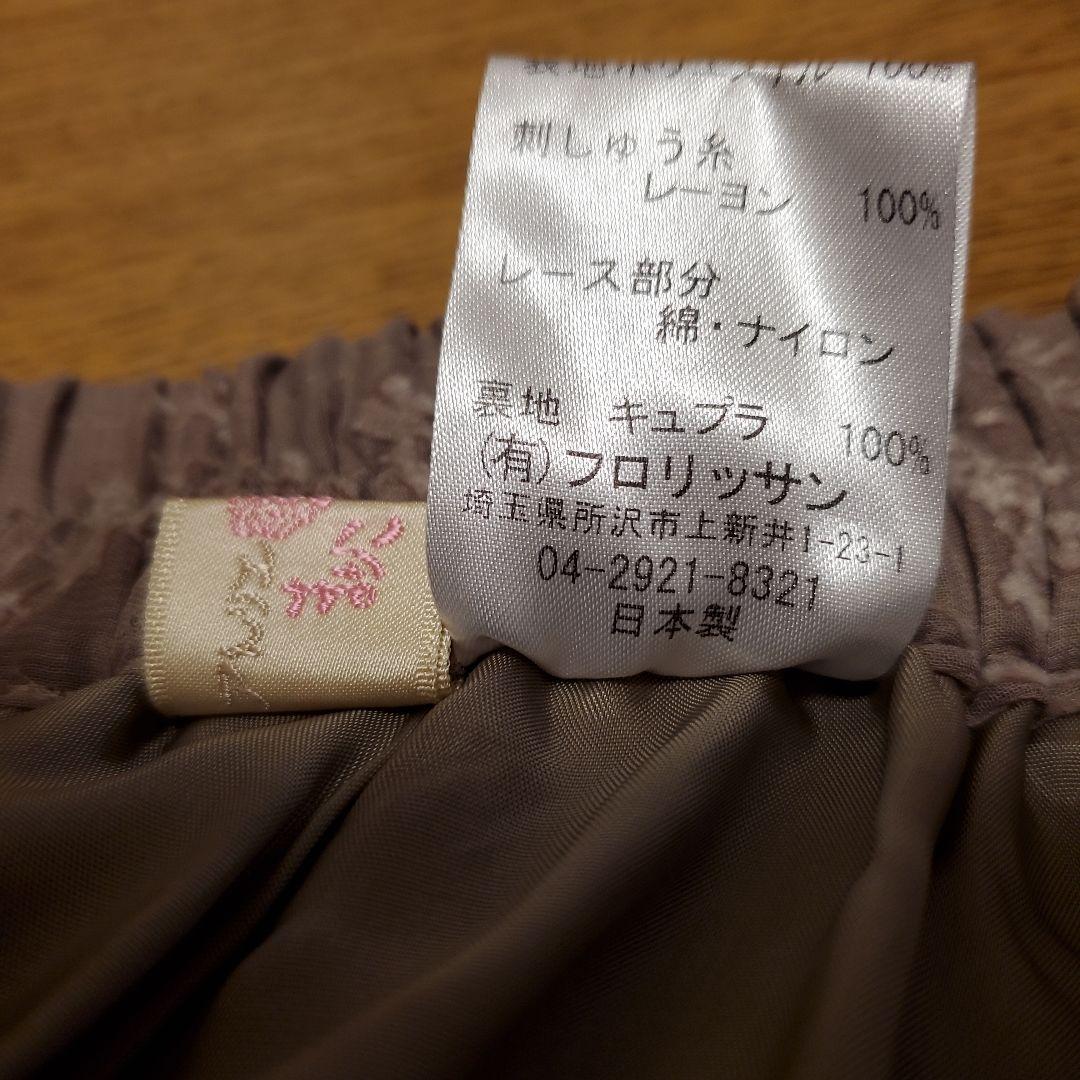 100%
刺しゅう糸
レーヨン 100%
レース部分
綿・ナイロン
裏地 キュプラ 100%
(有)フロリッサン
埼玉県所沢市上新井1-23-1
04-2921-8321
日本製